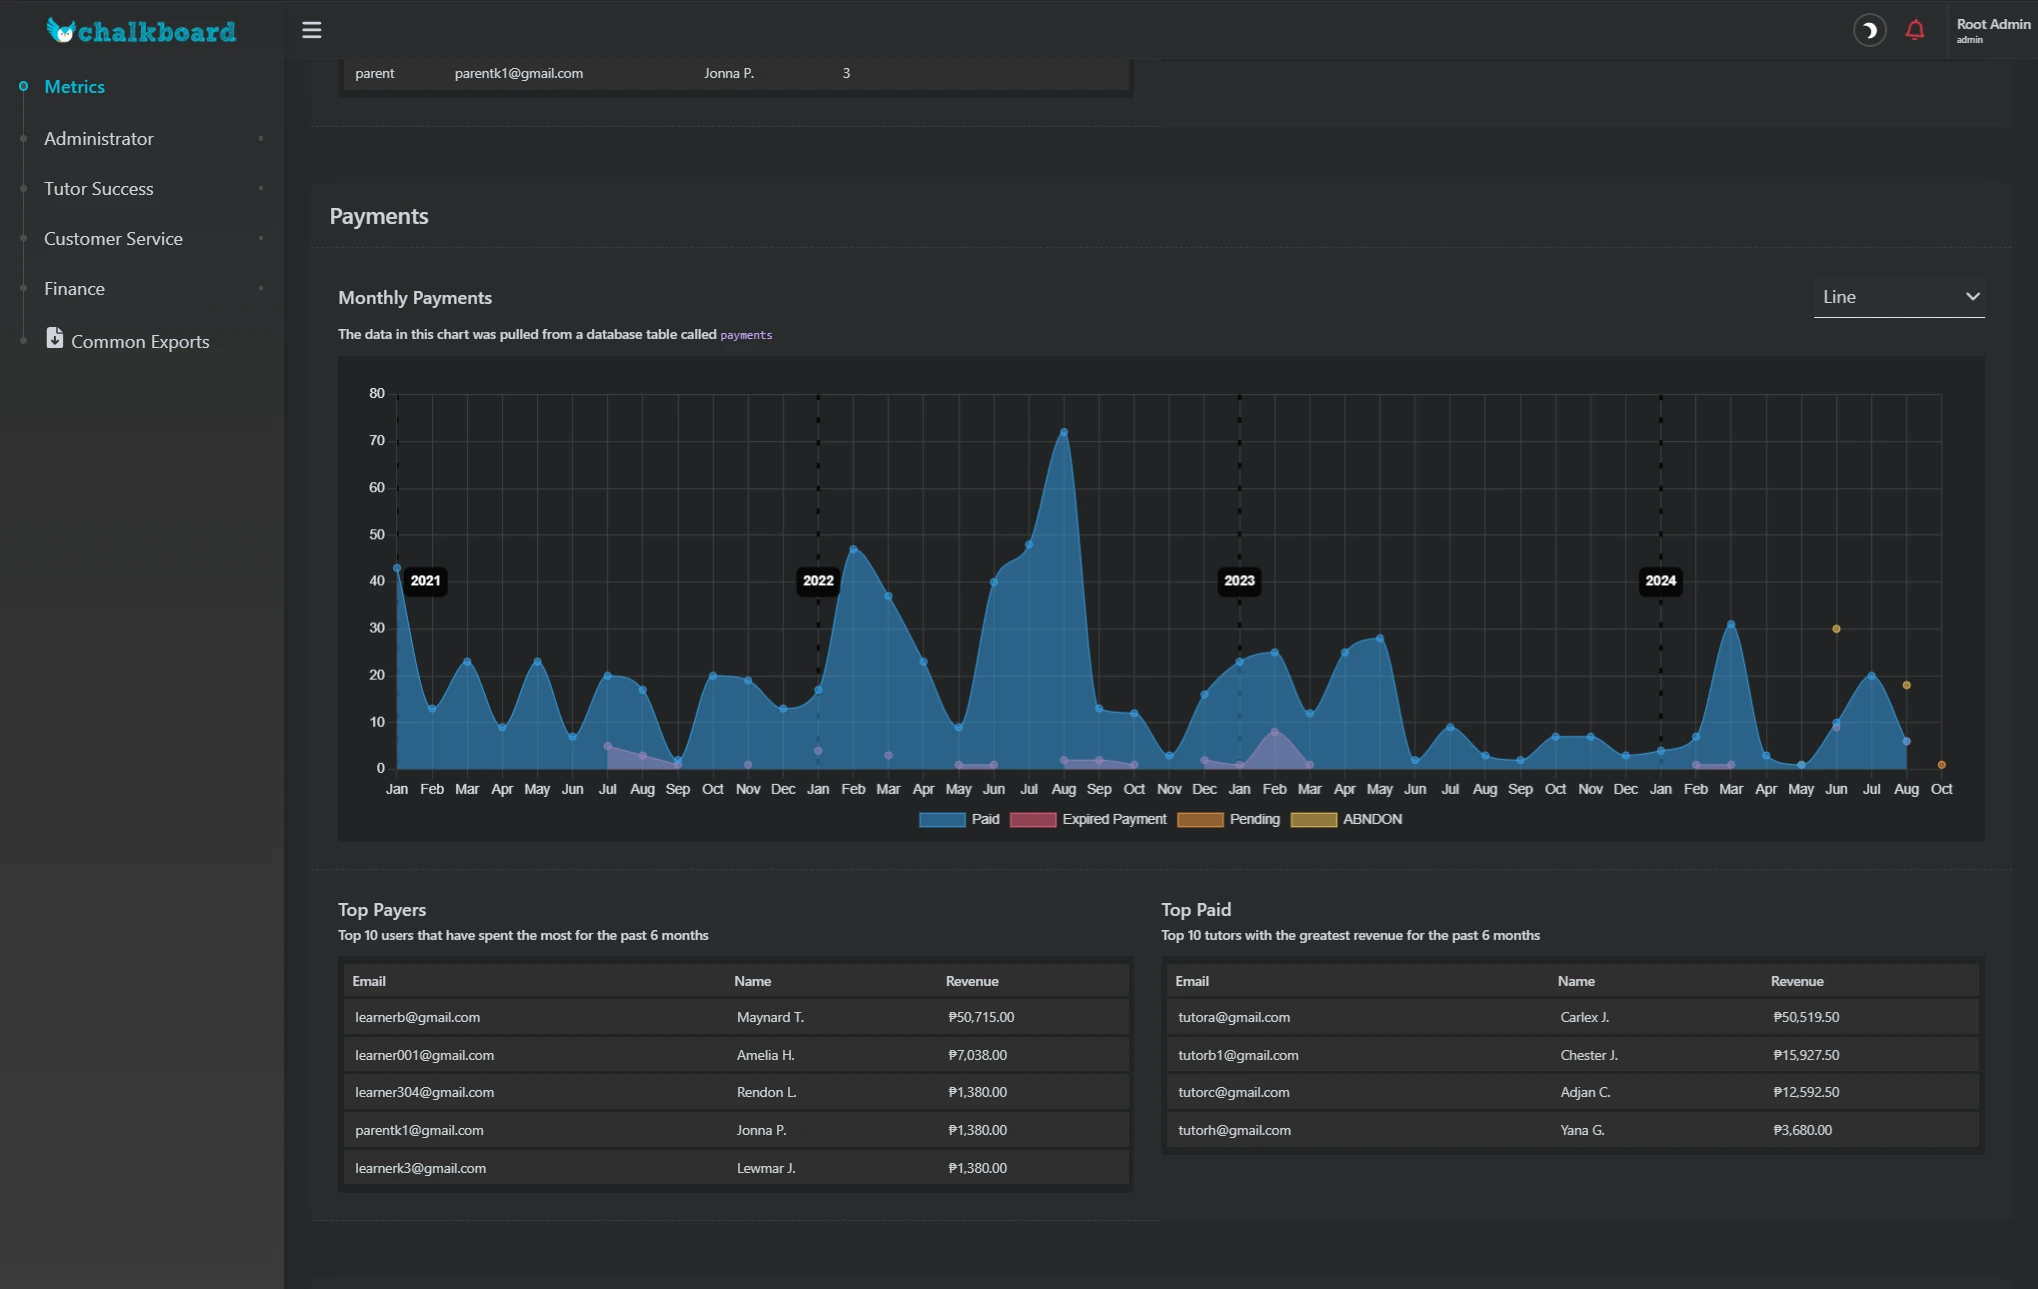 chalkboard
Root Admin
admin
Metrics
Administrator
Tutor Success
Customer Service
Finance
Common Exports
parent parentk1@gmail.com Jonna P. 3
Payments
Monthly Payments
Line
The data in this chart was pulled from a database table called payments
80
70
60
50
40
30
20
10
0
2021 2022 2023 2024
Jan Feb Mar Apr May Jun Jul Aug Sep Oct Nov Dec Jan Feb Mar Apr May Jun Jul Aug Sep Oct Nov Dec Jan Feb Mar Apr May Jun Jul Aug Sep Oct Nov Dec Jan Feb Mar Apr May Jun Jul Aug Oct
Paid Expired Payment Pending ABNDON
Top Payers
Top 10 users that have spent the most for the past 6 months
Email Name Revenue
learnerb@gmail.com Maynard T. ₱50,715.00
learner001@gmail.com Amelia H. ₱7,038.00
learner304@gmail.com Rendon L. ₱1,380.00
parentk1@gmail.com Jonna P. ₱1,380.00
learnerk3@gmail.com Lewmar J. ₱1,380.00
Top Paid
Top 10 tutors with the greatest revenue for the past 6 months
Email Name Revenue
tutora@gmail.com Carlex J. ₱50,519.50
tutorb1@gmail.com Chester J. ₱15,927.50
tutorc@gmail.com Adjan C. ₱12,592.50
tutorh@gmail.com Yana G. ₱3,680.00